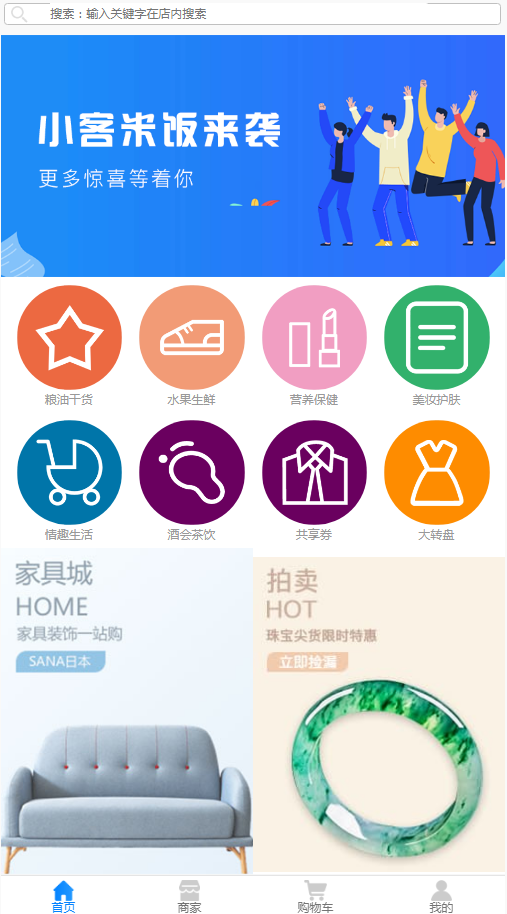 搜索：输入关键字在店内搜索
小客米饭来袭
更多惊喜等着你
粮油干货
水果生鲜
营养保健
美妆护肤
情趣生活
酒会茶饮
共享券
大转盘
家具城
HOME
家具装饰一站购
SANA日本
拍卖
HOT
珠宝尖货限时特惠
立即捡漏
首页
商家
购物车
我的